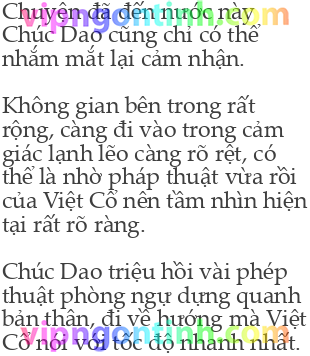 Chuyện đã đến nước này,
Chúc Dao cũng chỉ có thể
nhắm mắt lại cảm nhận.
Không gian bên trong rất
rộng, càng đi vào trong cảm
giác lạnh lẽo càng rõ rệt, có
thể là nhờ pháp thuật vừa rồi
của Việt Cổ nên tầm nhìn hiện
tại rất rõ ràng.
Chúc Dao triệu hồi vài phép
thuật phòng ngự dựng quanh
bản thân, đi về hướng mà Việt
Cổ nói với tốc độ nhanh nhất.
vipngontinh.com
vipngontinh.com